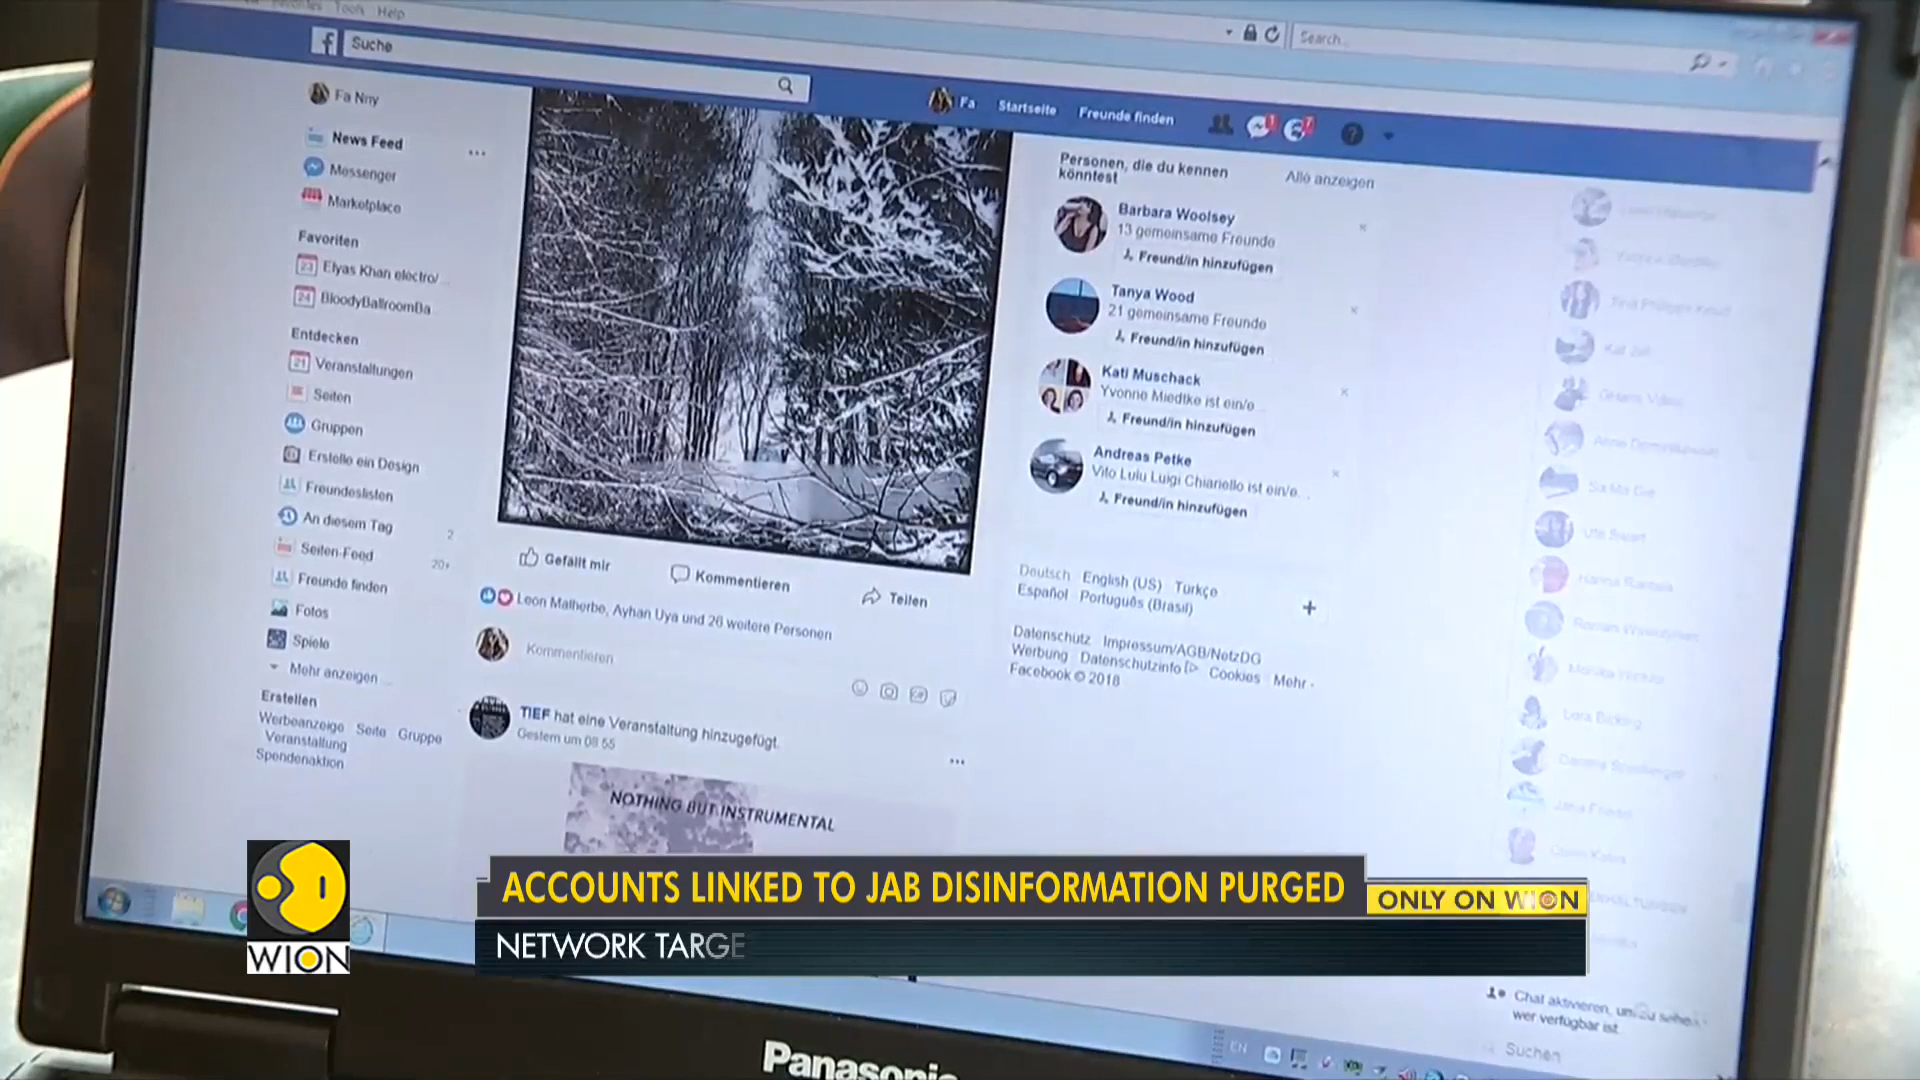 Favorites Tools Help
Search...
Suche
Fa
Startseite
Freunde finden
Fa Nny
News Feed
Messenger
Marketplace
Favoriten
Elyas Khan electro/ ...
BloodyBallroomBa...
Entdecken
Veranstaltungen
Seiten
Gruppen
Erstelle ein Design
Freundeslisten
An diesem Tag 2
Seiten-Feed 20+
Freunde finden
Fotos
Spiele
Mehr anzeigen ...
Erstellen
Werbeanzeige Seite Gruppe
Veranstaltung
Spendenaktion
Gefällt mir
Kommentieren
Teilen
Leon Malherbe, Ayhan Uya und 26 weitere Personen
Kommentieren
TIEF hat eine Veranstaltung hinzugefügt.
Gestern um 08:55
NOTHING BUT INSTRUMENTAL
Personen, die du kennen
könntest
Alle anzeigen
Barbara Woolsey
13 gemeinsame Freunde
Freund/in hinzufügen
Tanya Wood
21 gemeinsame Freunde
Freund/in hinzufügen
Kati Muschack
Yvonne Miedtke ist ein/e ...
Freund/in hinzufügen
Andreas Petke
Vito Lulu Luigi Chiariello ist ein/e...
Freund/in hinzufügen
Deutsch English (US) Türkçe
Español Português (Brasil)
Datenschutz Impressum/AGB/NetzDG
Werbung Datenschutzinfo Cookies Mehr
Facebook © 2018
Chat aktivieren, um zu sehen,
wer verfügbar ist.
Suchen
EN
ACCOUNTS LINKED TO JAB DISINFORMATION PURGED
ONLY ON WION
NETWORK TARGE
WION
Panasonic